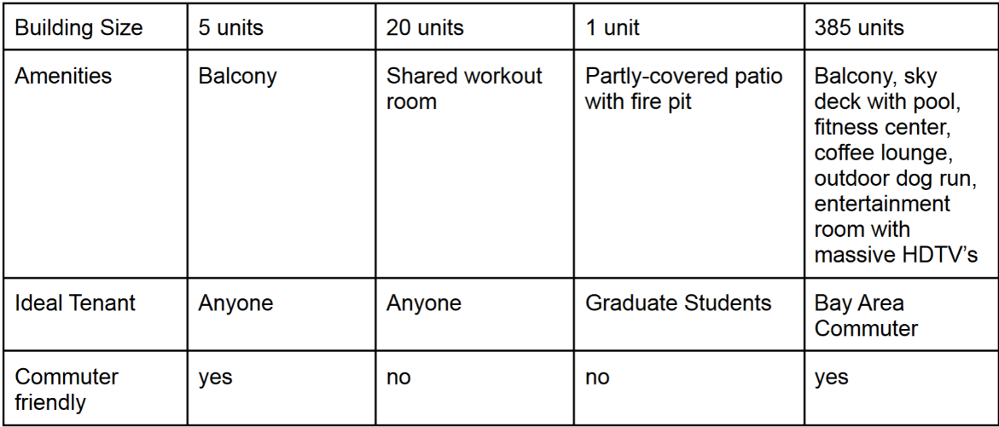 Building Size 5 units 20 units 1 unit 385 units
Amenities Balcony Shared workout Partly-covered patio Balcony, sky
room with fire pit deck with pool,
fitness center,
coffee lounge,
outdoor dog run,
entertainment
room with
massive HDTV’s
Ideal Tenant Anyone Anyone Graduate Students Bay Area
Commuter
Commuter yes no no yes
friendly